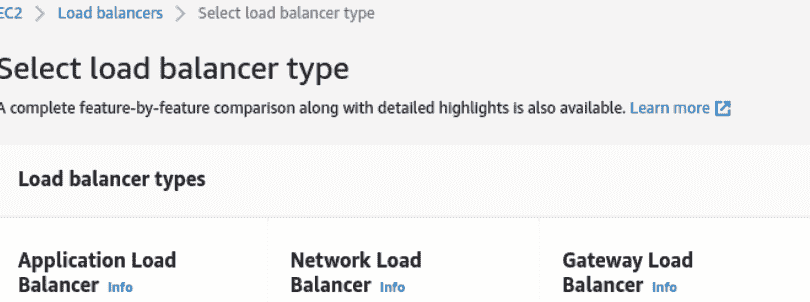 EC2 > Load balancers > Select load balancer type
Select load balancer type
A complete feature-by-feature comparison along with detailed highlights is also available. Learn more
Load balancer types
Application Load Balancer Info
Network Load Balancer Info
Gateway Load Balancer Info